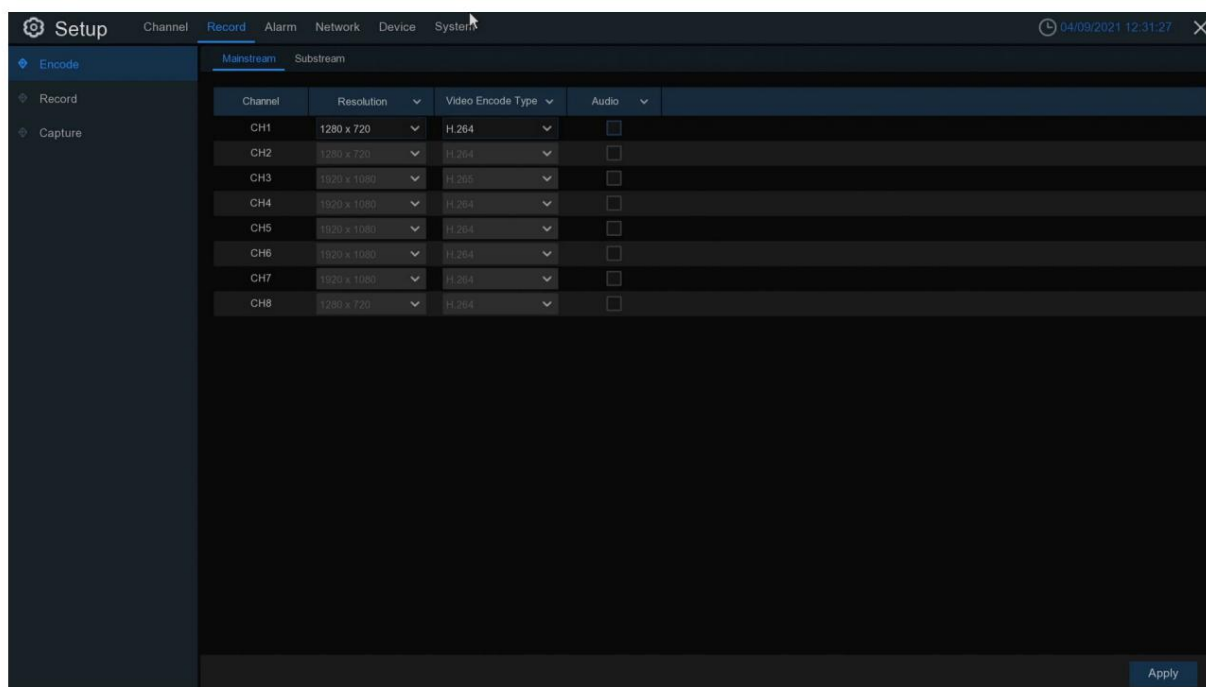 Setup Channel Record Alarm Network Device System 04/09/2021 12:31:27
Encode
Record
Capture
Mainstream Substream
Channel Resolution Video Encode Type Audio
CH1 1280 x 720 H.264
CH2 1280 x 720 H.264
CH3 1920 x 1080 H.265
CH4 1920 x 1080 H.264
CH5 1920 x 1080 H.264
CH6 1920 x 1080 H.264
CH7 1920 x 1080 H.264
CH8 1280 x 720 H.264
Apply